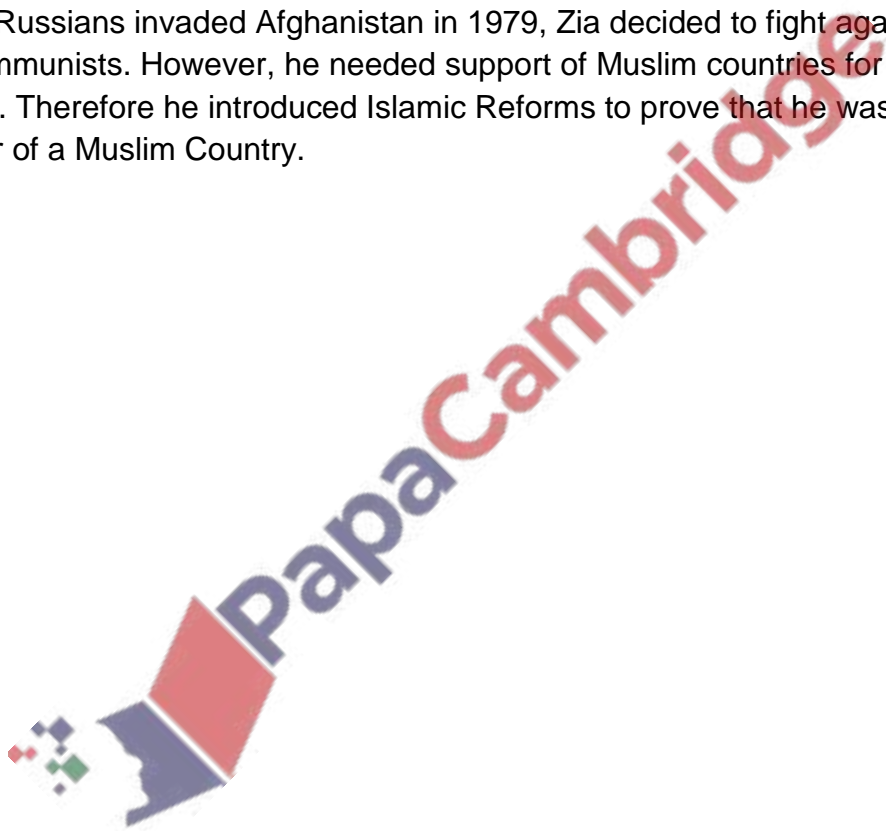 Russians invaded Afghanistan in 1979, Zia decided to fight aga
mmunists. However, he needed support of Muslim countries for
. Therefore he introduced Islamic Reforms to prove that he was
r of a Muslim Country.
PapaCambridge